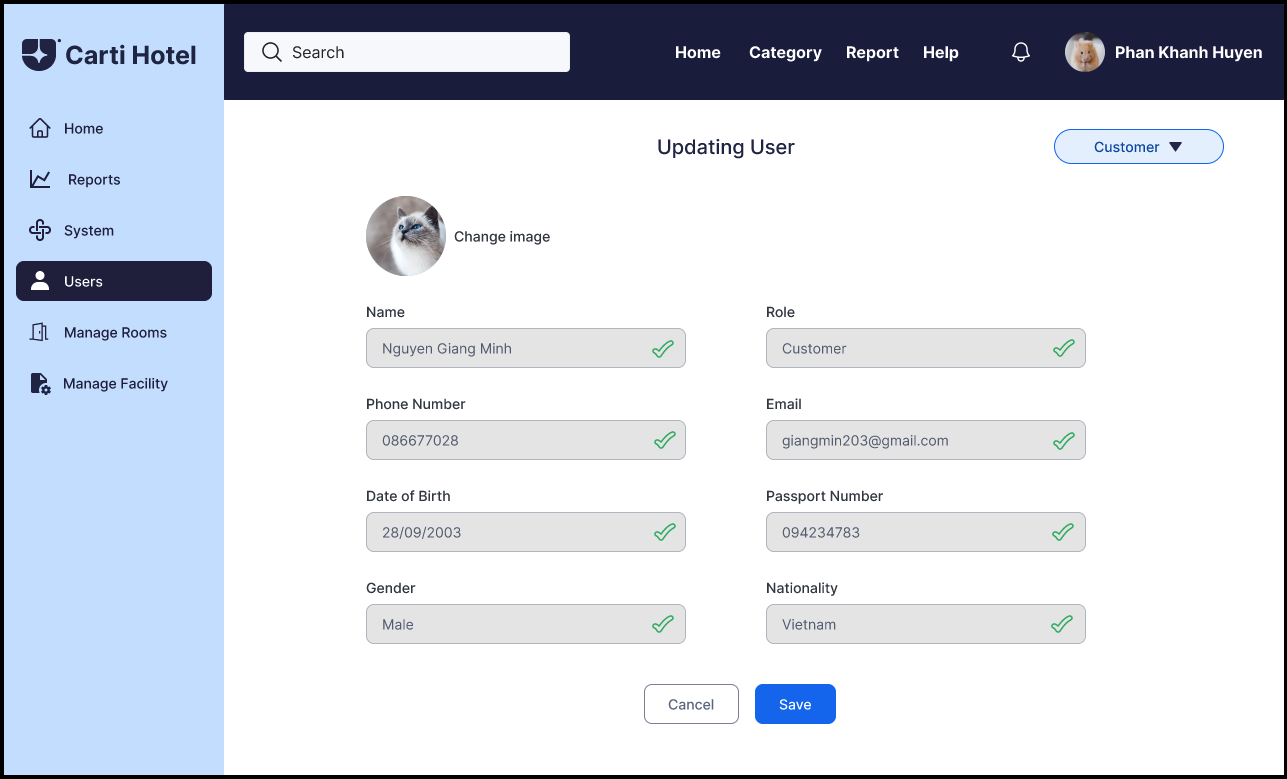 Carti Hotel
Search
Home
Category
Report
Help
Phan Khanh Huyen
Home
Reports
System
Users
Manage Rooms
Manage Facility
Updating User
Customer
Change image
Name
Nguyen Giang Minh
Role
Customer
Phone Number
086677028
Email
giangmin203@gmail.com
Date of Birth
28/09/2003
Passport Number
094234783
Gender
Male
Nationality
Vietnam
Cancel
Save